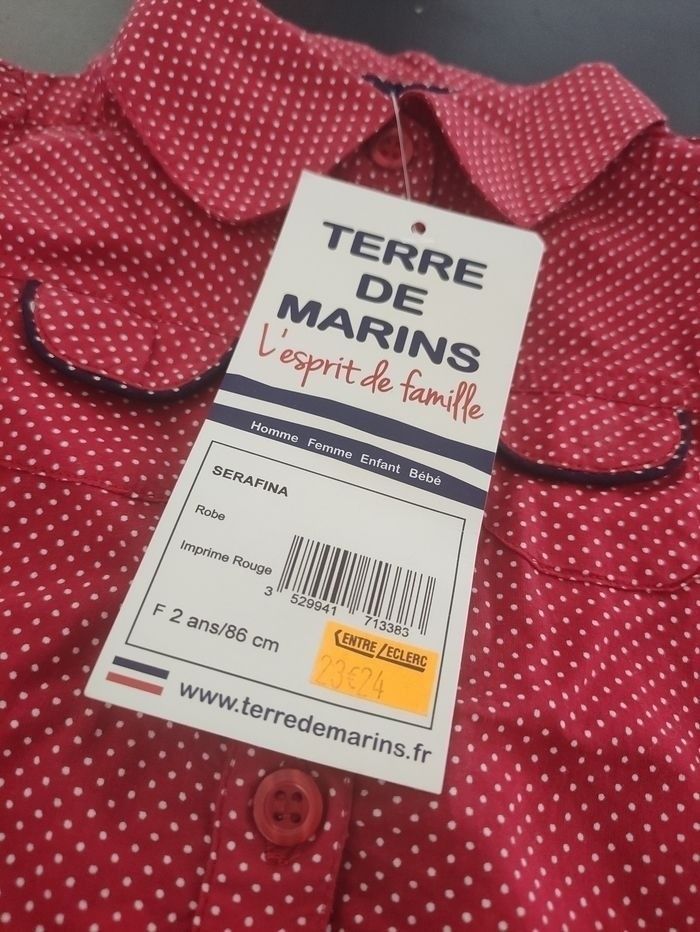 TERRE
DE
MARINS
L'esprit de famille
Homme Femme Enfant Bébé
SERAFINA
Robe
Imprime Rouge
3 529941 713383
F 2 ans/86 cm
ENTRE LECLERC
23€24
www.terredemarins.fr